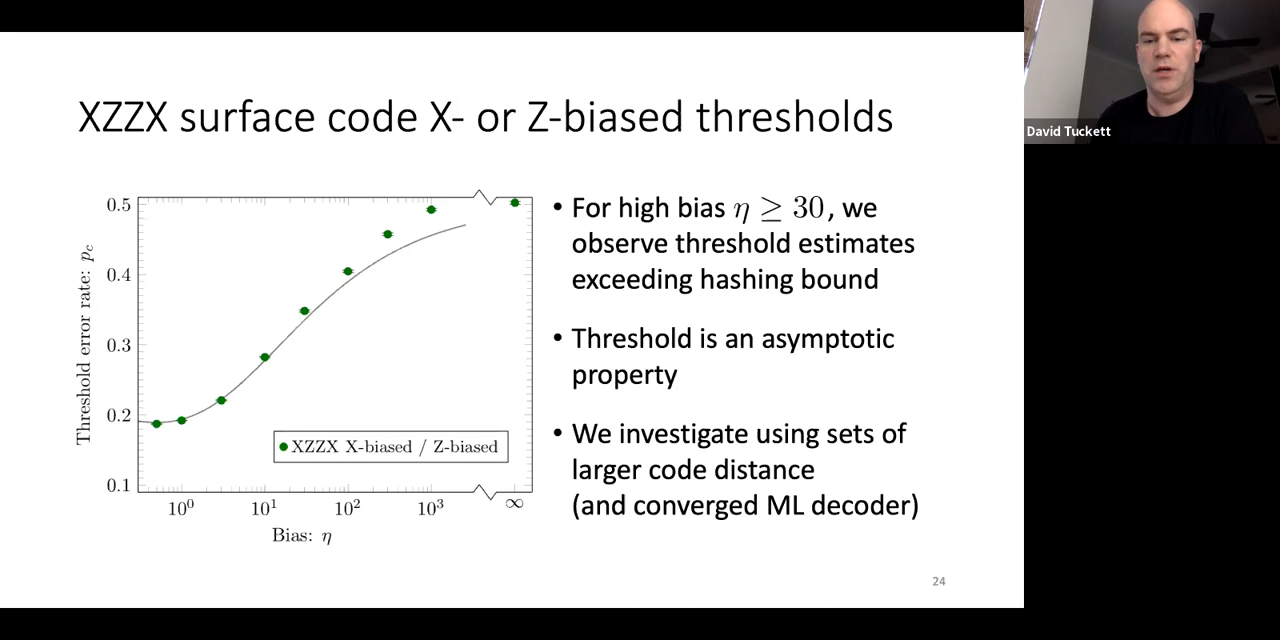 XZZX surface code X- or Z-biased thresholds
David Tuckett
0.5
0.4
0.3
0.2
0.1
Threshold error rate: p_c
XZZX X-biased / Z-biased
10^0 10^1 10^2 10^3 ∞
Bias: η
• For high bias η ≥ 30, we
observe threshold estimates
exceeding hashing bound
• Threshold is an asymptotic
property
• We investigate using sets of
larger code distance
(and converged ML decoder)
24